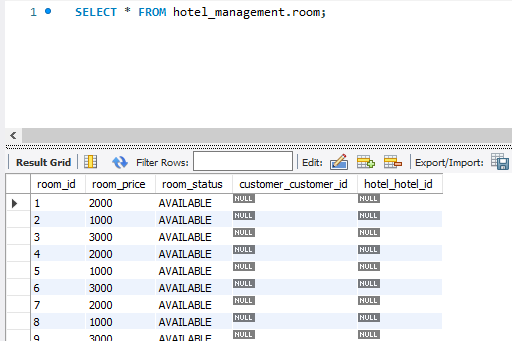 1 SELECT * FROM hotel_management.room;
Result Grid Filter Rows: Edit: Export/Import:
room_id room_price room_status customer_customer_id hotel_hotel_id
1 2000 AVAILABLE NULL NULL
2 1000 AVAILABLE NULL NULL
3 3000 AVAILABLE NULL NULL
4 2000 AVAILABLE NULL NULL
5 1000 AVAILABLE NULL NULL
6 3000 AVAILABLE NULL NULL
7 2000 AVAILABLE NULL NULL
8 1000 AVAILABLE NULL NULL
9 3000 AVAILABLE NULL NULL